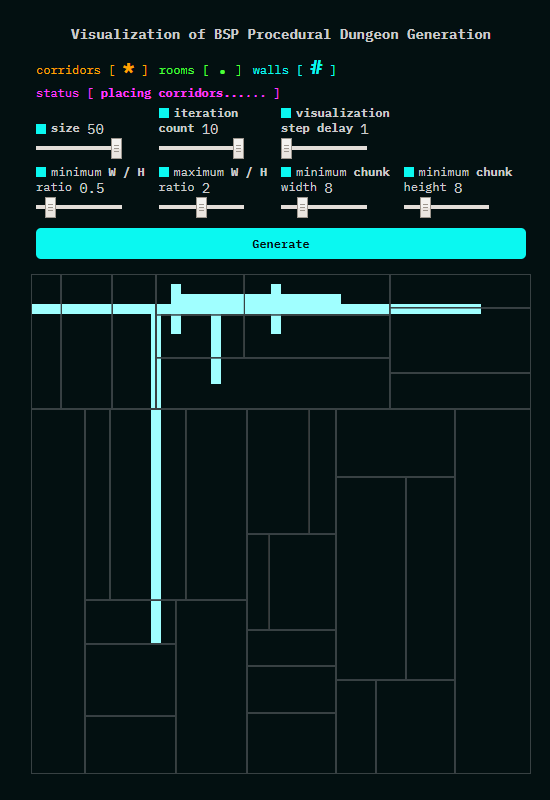 Visualization of BSP Procedural Dungeon Generation
corridors [ * ] rooms [ . ] walls [ # ]
status [ placing corridors...... ]
size 50
iteration count 10
visualization step delay 1
minimum W / H ratio 0.5
maximum W / H ratio 2
minimum chunk width 8
minimum chunk height 8
Generate